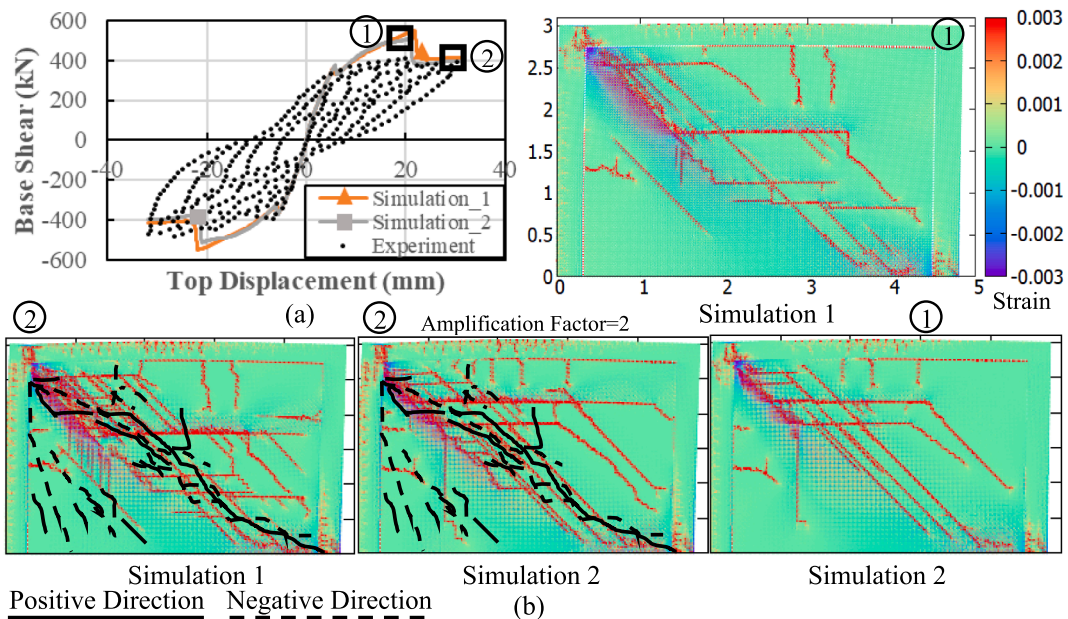 600
400
200
0
-200
-400
-600
-40
-20
0
20
40
Base Shear (kN)
Top Displacement (mm)
1
2
Simulation_1
Simulation_2
Experiment
(a)
3
2.5
2
1.5
1
0.5
0
0
1
2
3
4
5
1
0.003
0.002
0.001
0
-0.001
-0.002
-0.003
Strain
Simulation 1
2
2
Amplification Factor=2
1
Simulation 1
Simulation 2
Simulation 2
Positive Direction
Negative Direction
(b)